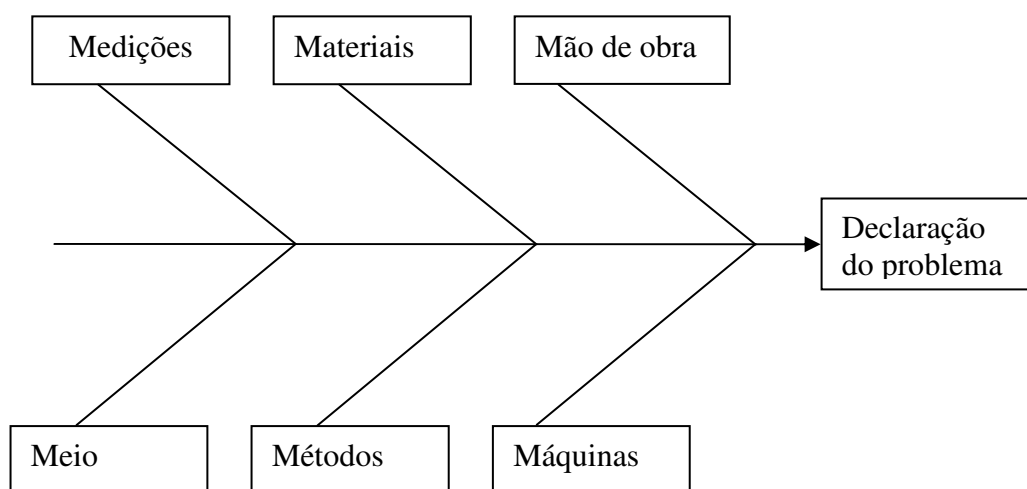 Medições
Materiais
Mão de obra
Declaração
do problema
Meio
Métodos
Máquinas